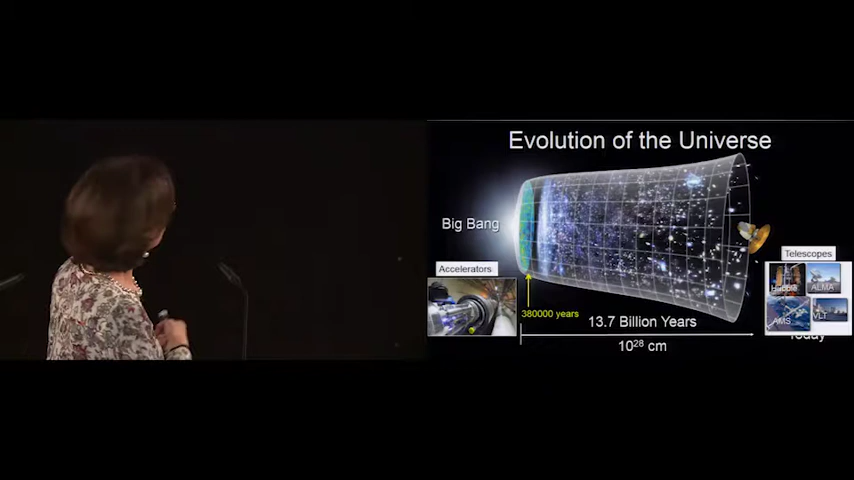 Evolution of the Universe
Big Bang
Accelerators
Telescopes
Hubble
ALMA
AMS
VLT
380000 years
13.7 Billion Years
10²⁸ cm
Today